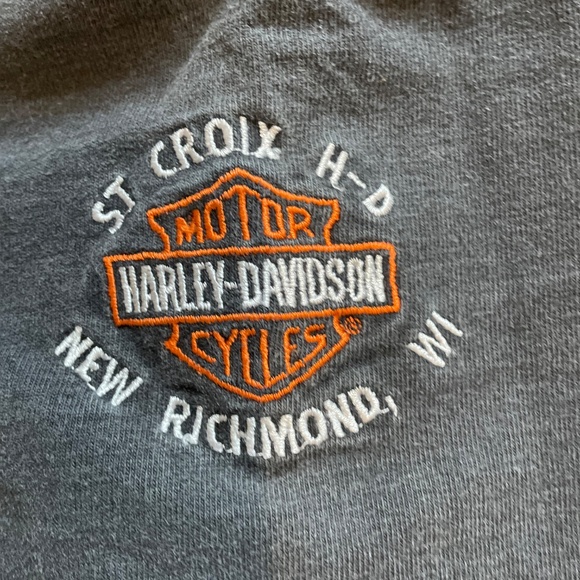 ST CROIX H-D
MOTOR
HARLEY-DAVIDSON
CYCLES®
NEW RICHMOND, WI